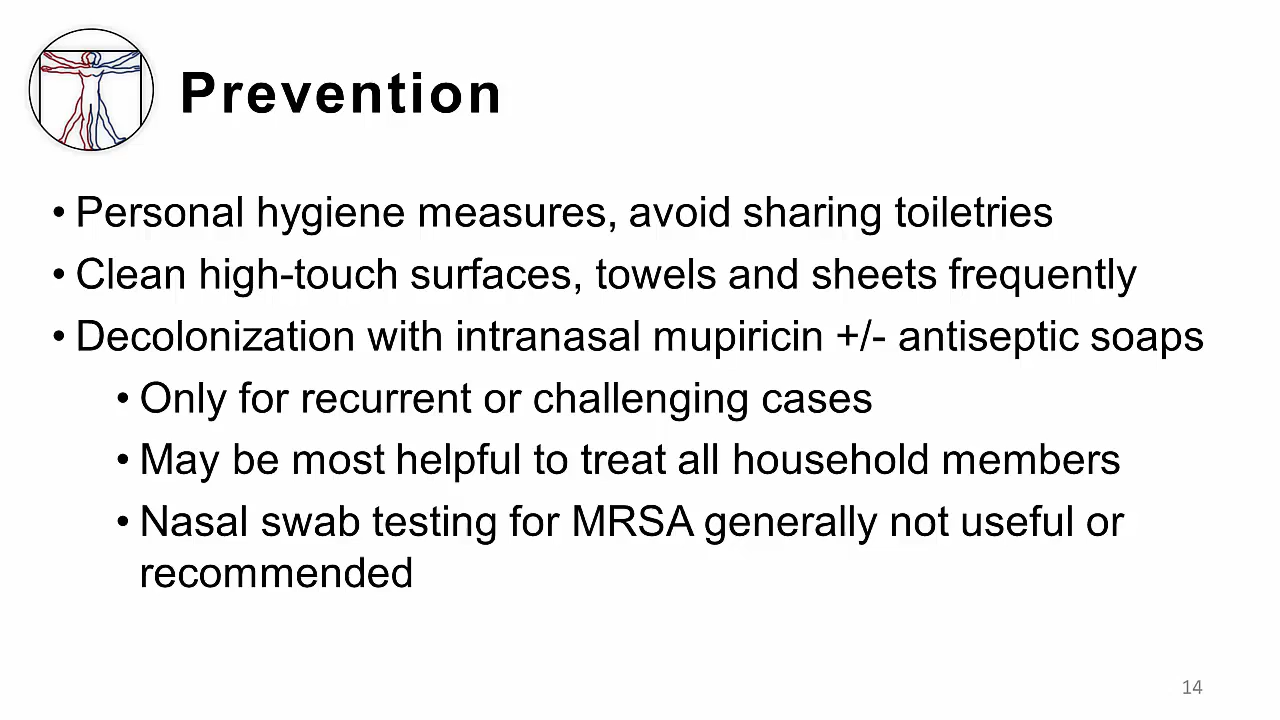 Prevention
• Personal hygiene measures, avoid sharing toiletries
• Clean high-touch surfaces, towels and sheets frequently
• Decolonization with intranasal mupiricin +/- antiseptic soaps
• Only for recurrent or challenging cases
• May be most helpful to treat all household members
• Nasal swab testing for MRSA generally not useful or
recommended
14